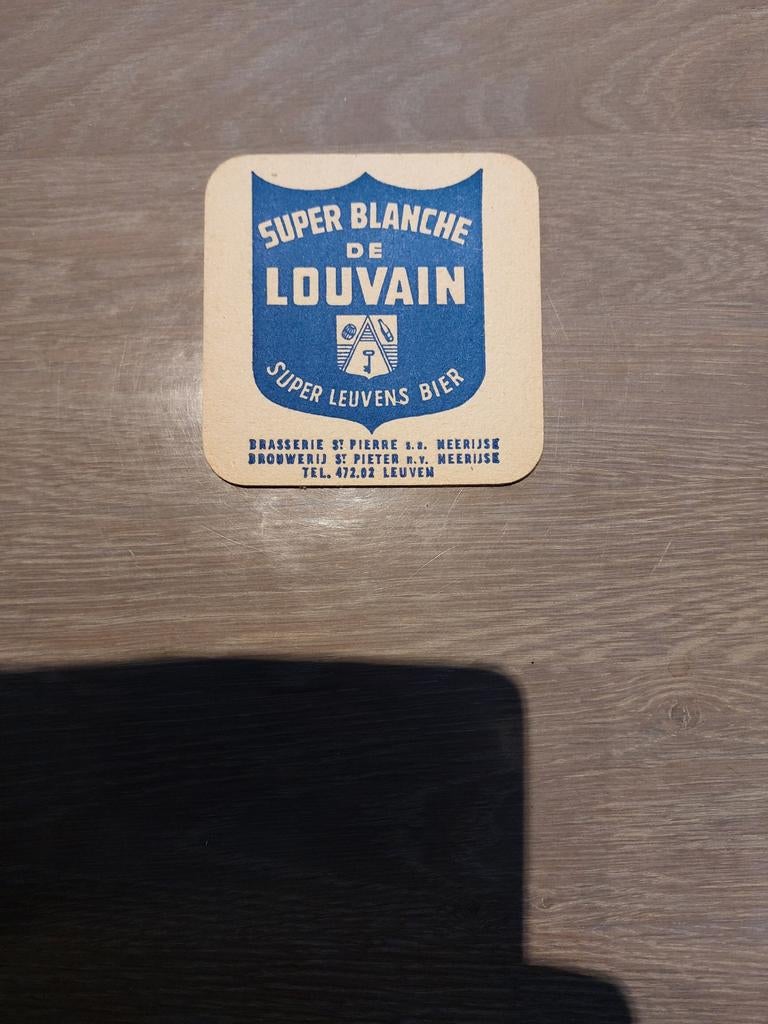 SUPER BLANCHE
DE
LOUVAIN
SUPER LEUVENS BIER
BRASSERIE ST PIERRE s.a. NEERIJSE
BROUWERIJ ST PIETER n.v. NEERIJSE
TEL. 472.02 LEUVEN